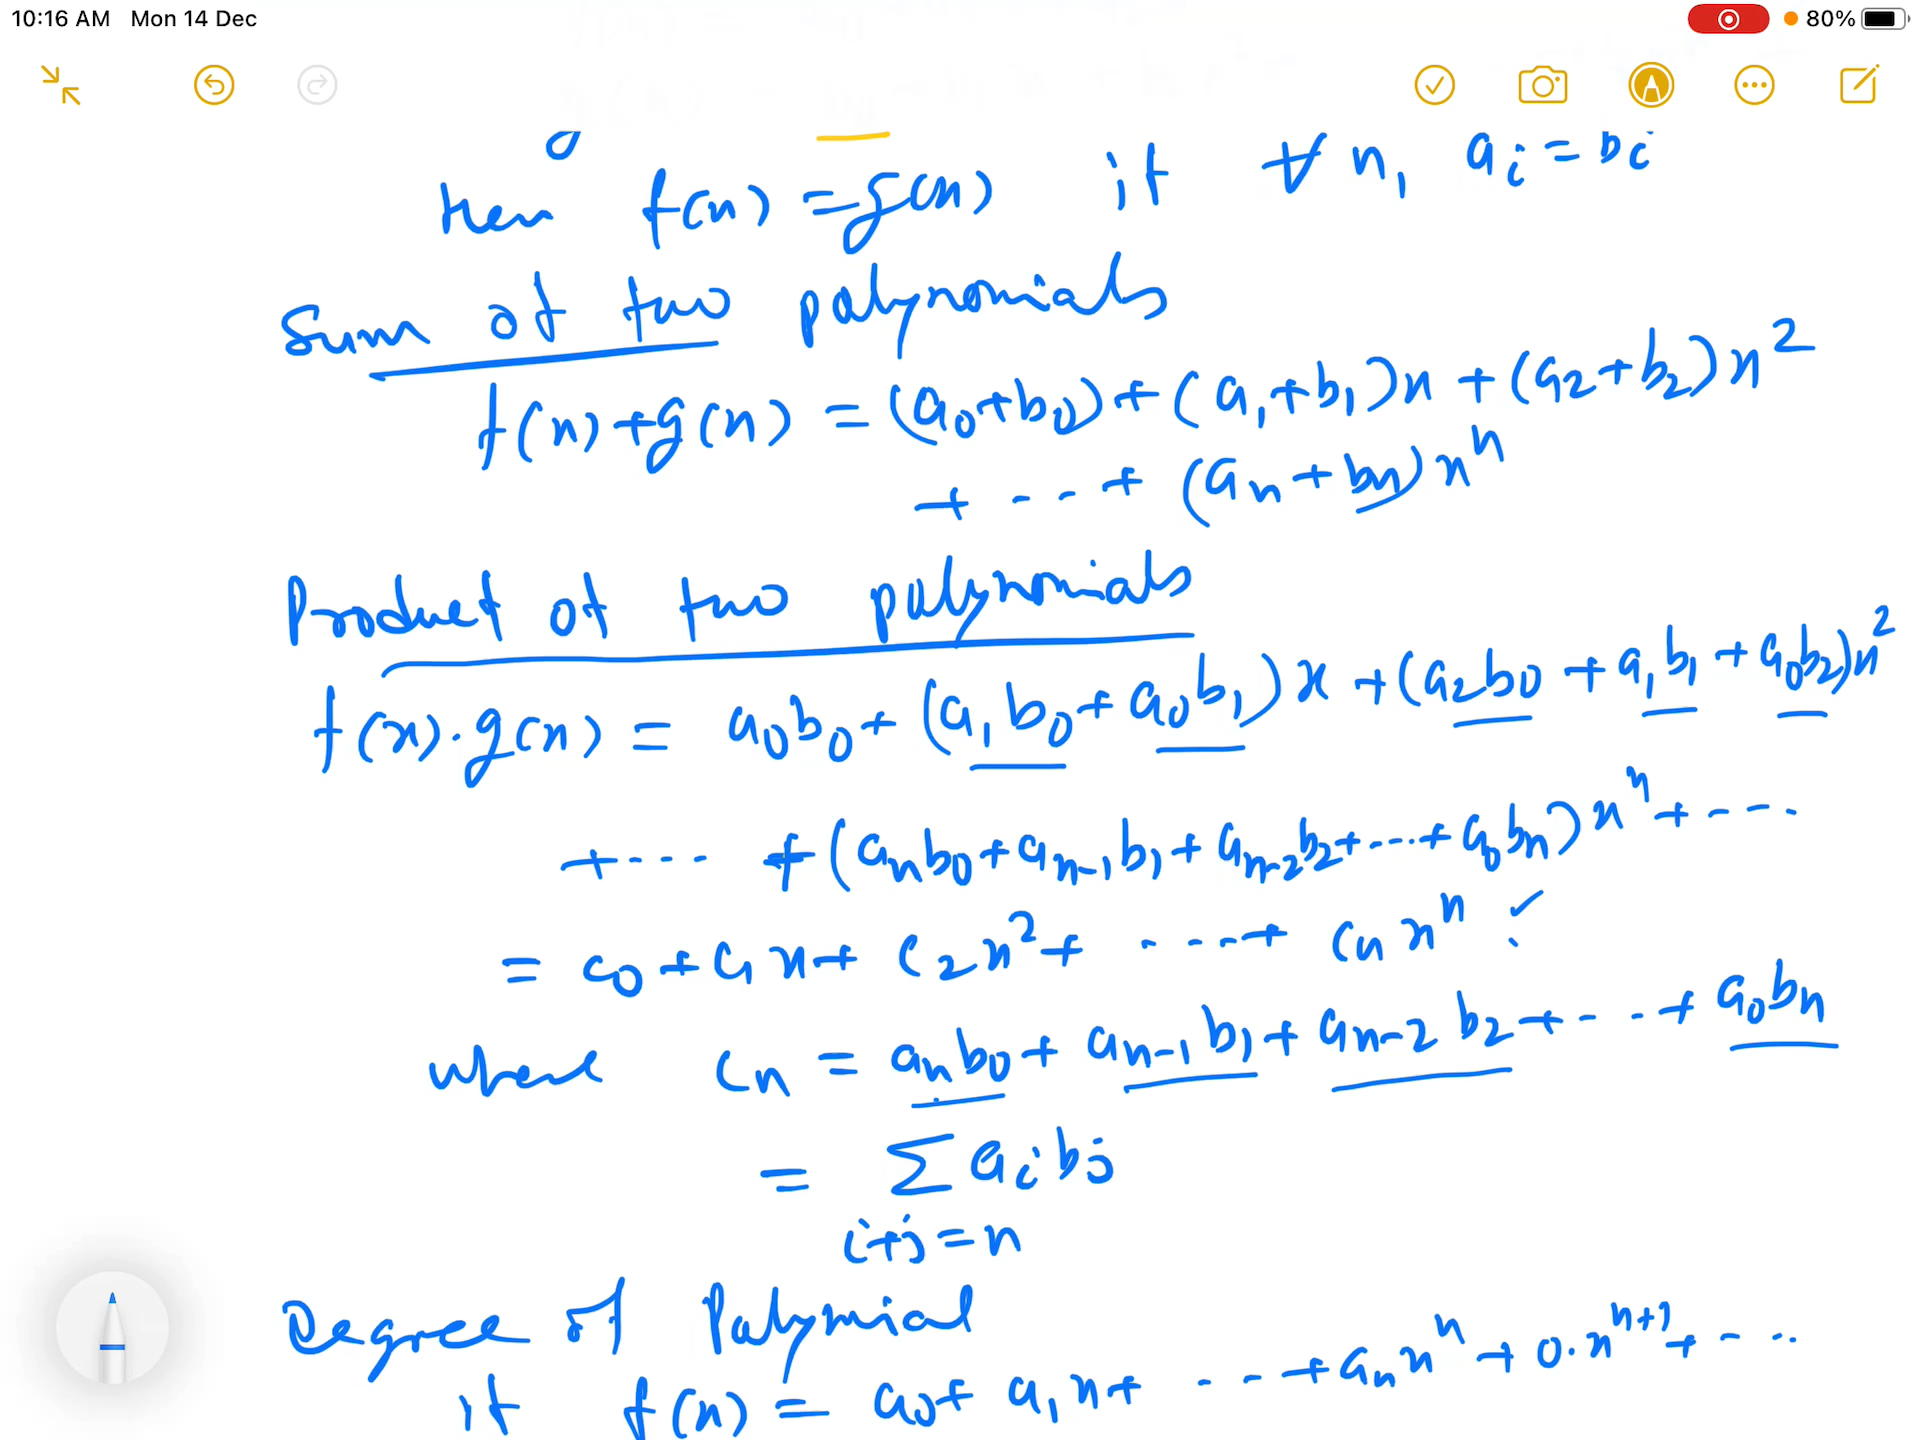 10:16 AM Mon 14 Dec 80%
then f(x) = g(x) if ∀ n, ai = bi
Sum of two polynomials
f(x) + g(x) = (a0+b0) + (a1+b1)x + (a2+b2)x²
+ --- + (an+bn)xⁿ
Product of two polynomials
f(x)·g(x) = a0b0 + (a1b0 + a0b1)x + (a2b0 + a1b1 + a0b2)x²
+ ---- + (anb0 + an-1b1 + an-2b2 + --- + a0bn)xⁿ + ----
= c0 + c1x + c2x² + ----+ cnxⁿ
where cn = anb0 + an-1b1 + an-2b2 + - - -+ a0bn
= Σ aibj
i+j=n
Degree of Polymial
if f(x) = a0+ a1x+ ---+ anxⁿ + 0·xⁿ⁺¹ + - --